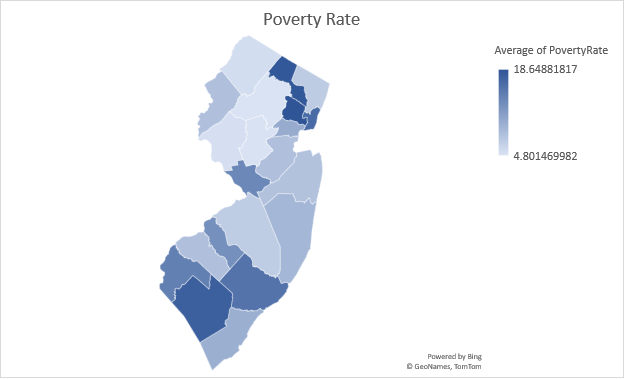 Poverty Rate
Average of PovertyRate
18.64881817
4.801469982
Powered by Bing
© GeoNames, TomTom